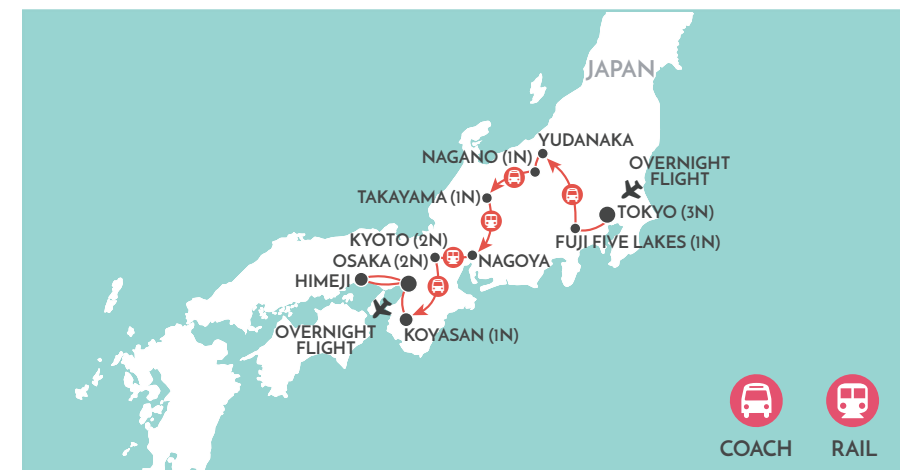 JAPAN
YUDANAKA
NAGANO (1N)
OVERNIGHT
FLIGHT
TAKAYAMA (1N)
TOKYO (3N)
FUJI FIVE LAKES (1N)
KYOTO (2N)
OSAKA (2N)
NAGOYA
HIMEJI
OVERNIGHT
FLIGHT
KOYASAN (1N)
COACH
RAIL